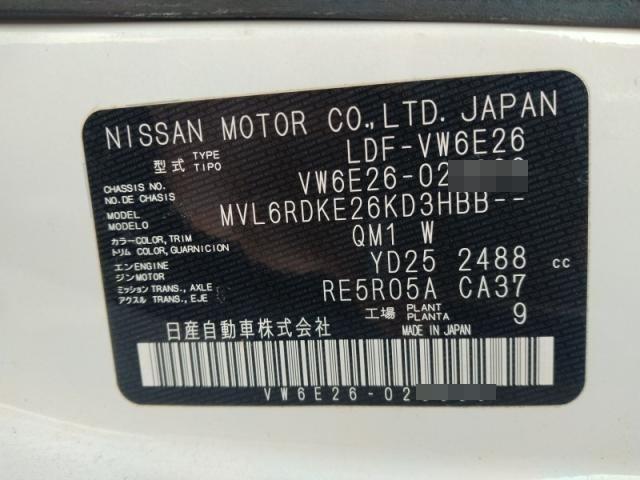 NISSAN MOTOR CO.,LTD. JAPAN
型式 TYPE TIPO LDF-VW6E26
CHASSIS NO. NO DE CHASIS VW6E26-02
MODEL MODELO MVL6RDKE26KD3HBB--
カラー COLOR, TRIM トリム COLOR, GUARNICION QM1 W
エンジン ENGINE MOTOR YD25 2488 cc
ミッション TRANS., AXLE アクスル TRANS., EJE RE5R05A CA37
工場 PLANT PLANTA 9
日産自動車株式会社 MADE IN JAPAN
VW6E26-02